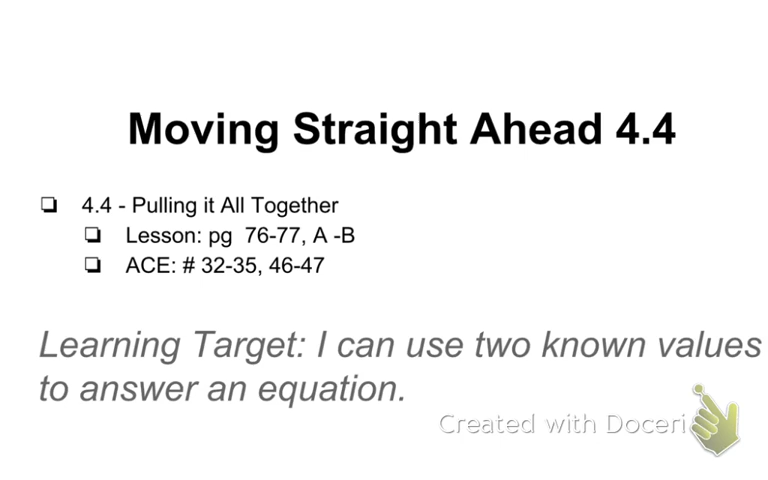 Moving Straight Ahead 4.4
❏ 4.4 - Pulling it All Together
❏ Lesson: pg 76-77, A -B
❏ ACE: # 32-35, 46-47
Learning Target: I can use two known values
to answer an equation.
Created with Doceri